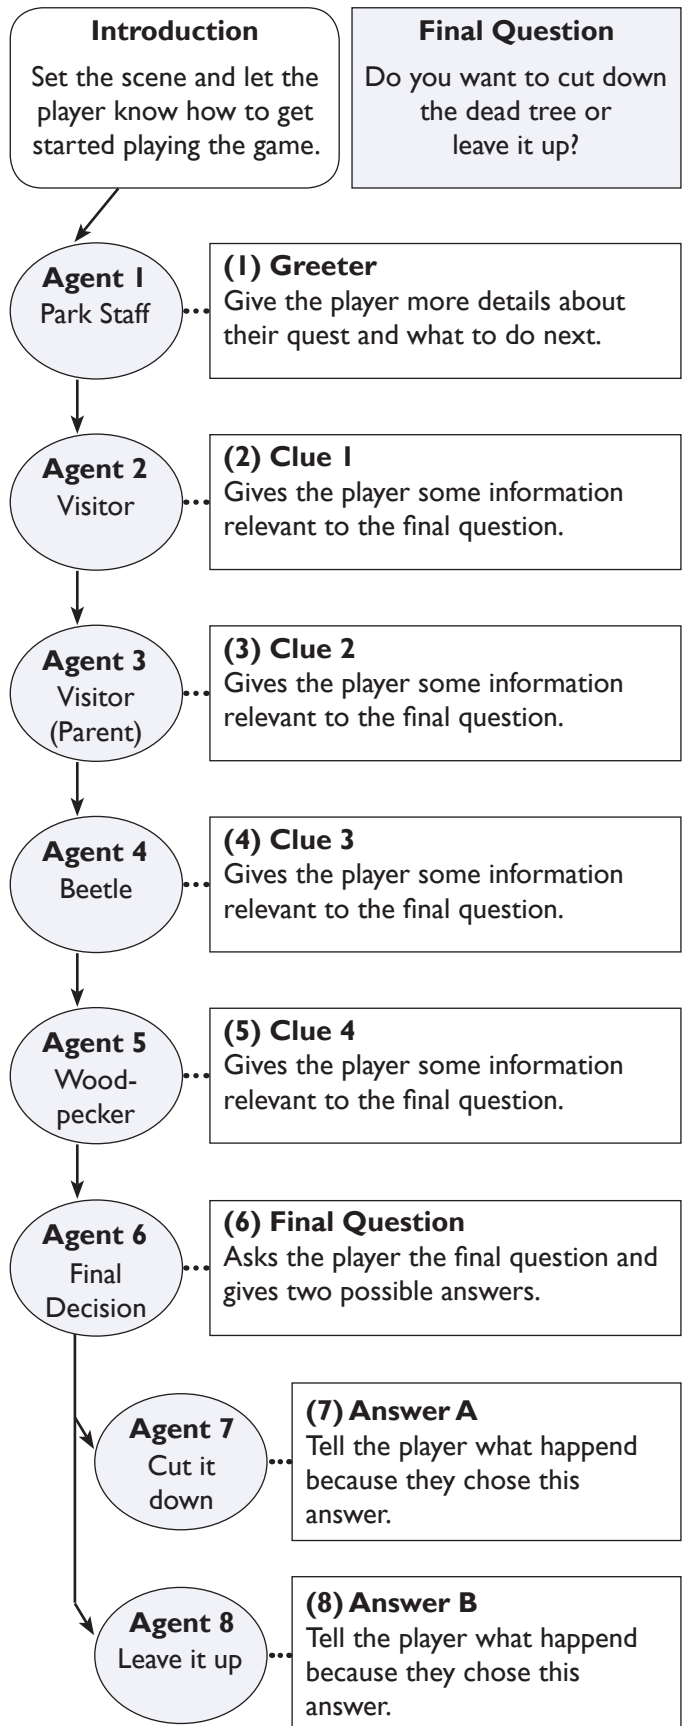 Introduction
Set the scene and let the
player know how to get
started playing the game.
Final Question
Do you want to cut down
the dead tree or
leave it up?
Agent 1
Park Staff
(1) Greeter
Give the player more details about
their quest and what to do next.
Agent 2
Visitor
(2) Clue 1
Gives the player some information
relevant to the final question.
Agent 3
Visitor
(Parent)
(3) Clue 2
Gives the player some information
relevant to the final question.
Agent 4
Beetle
(4) Clue 3
Gives the player some information
relevant to the final question.
Agent 5
Wood-
pecker
(5) Clue 4
Gives the player some information
relevant to the final question.
Agent 6
Final
Decision
(6) Final Question
Asks the player the final question and
gives two possible answers.
Agent 7
Cut it
down
(7) Answer A
Tell the player what happend
because they chose this
answer.
Agent 8
Leave it up
(8) Answer B
Tell the player what happend
because they chose this
answer.